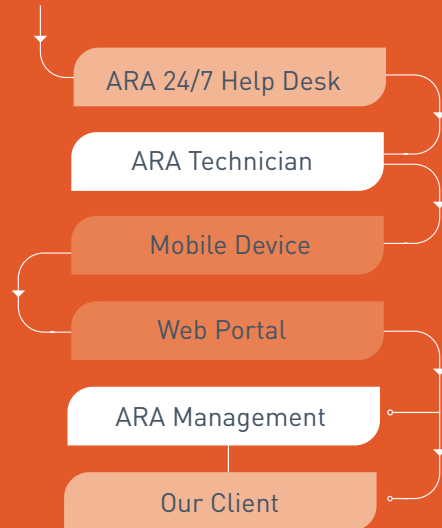 ARA 24/7 Help Desk
ARA Technician
Mobile Device
Web Portal
ARA Management
Our Client